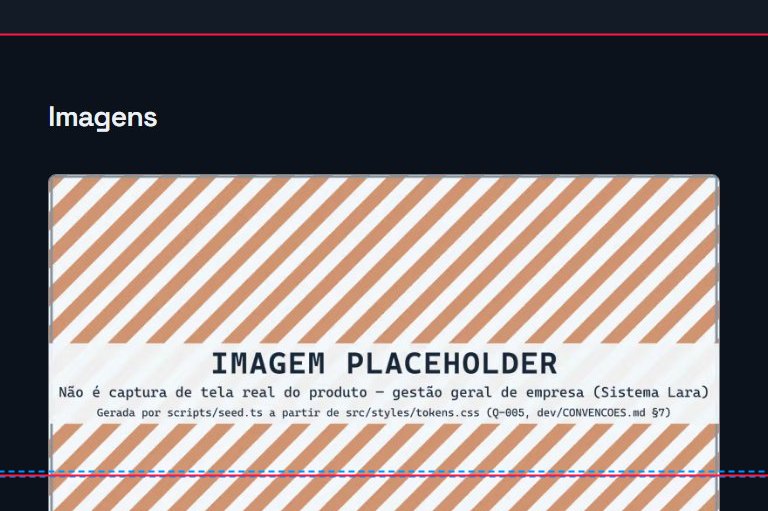 Imagens
IMAGEM PLACEHOLDER
Não é captura de tela real do produto — gestão geral de empresa (Sistema Lara)
Gerada por scripts/seed.ts a partir de src/styles/tokens.css (Q-005, dev/CONVENCOES.md §7)